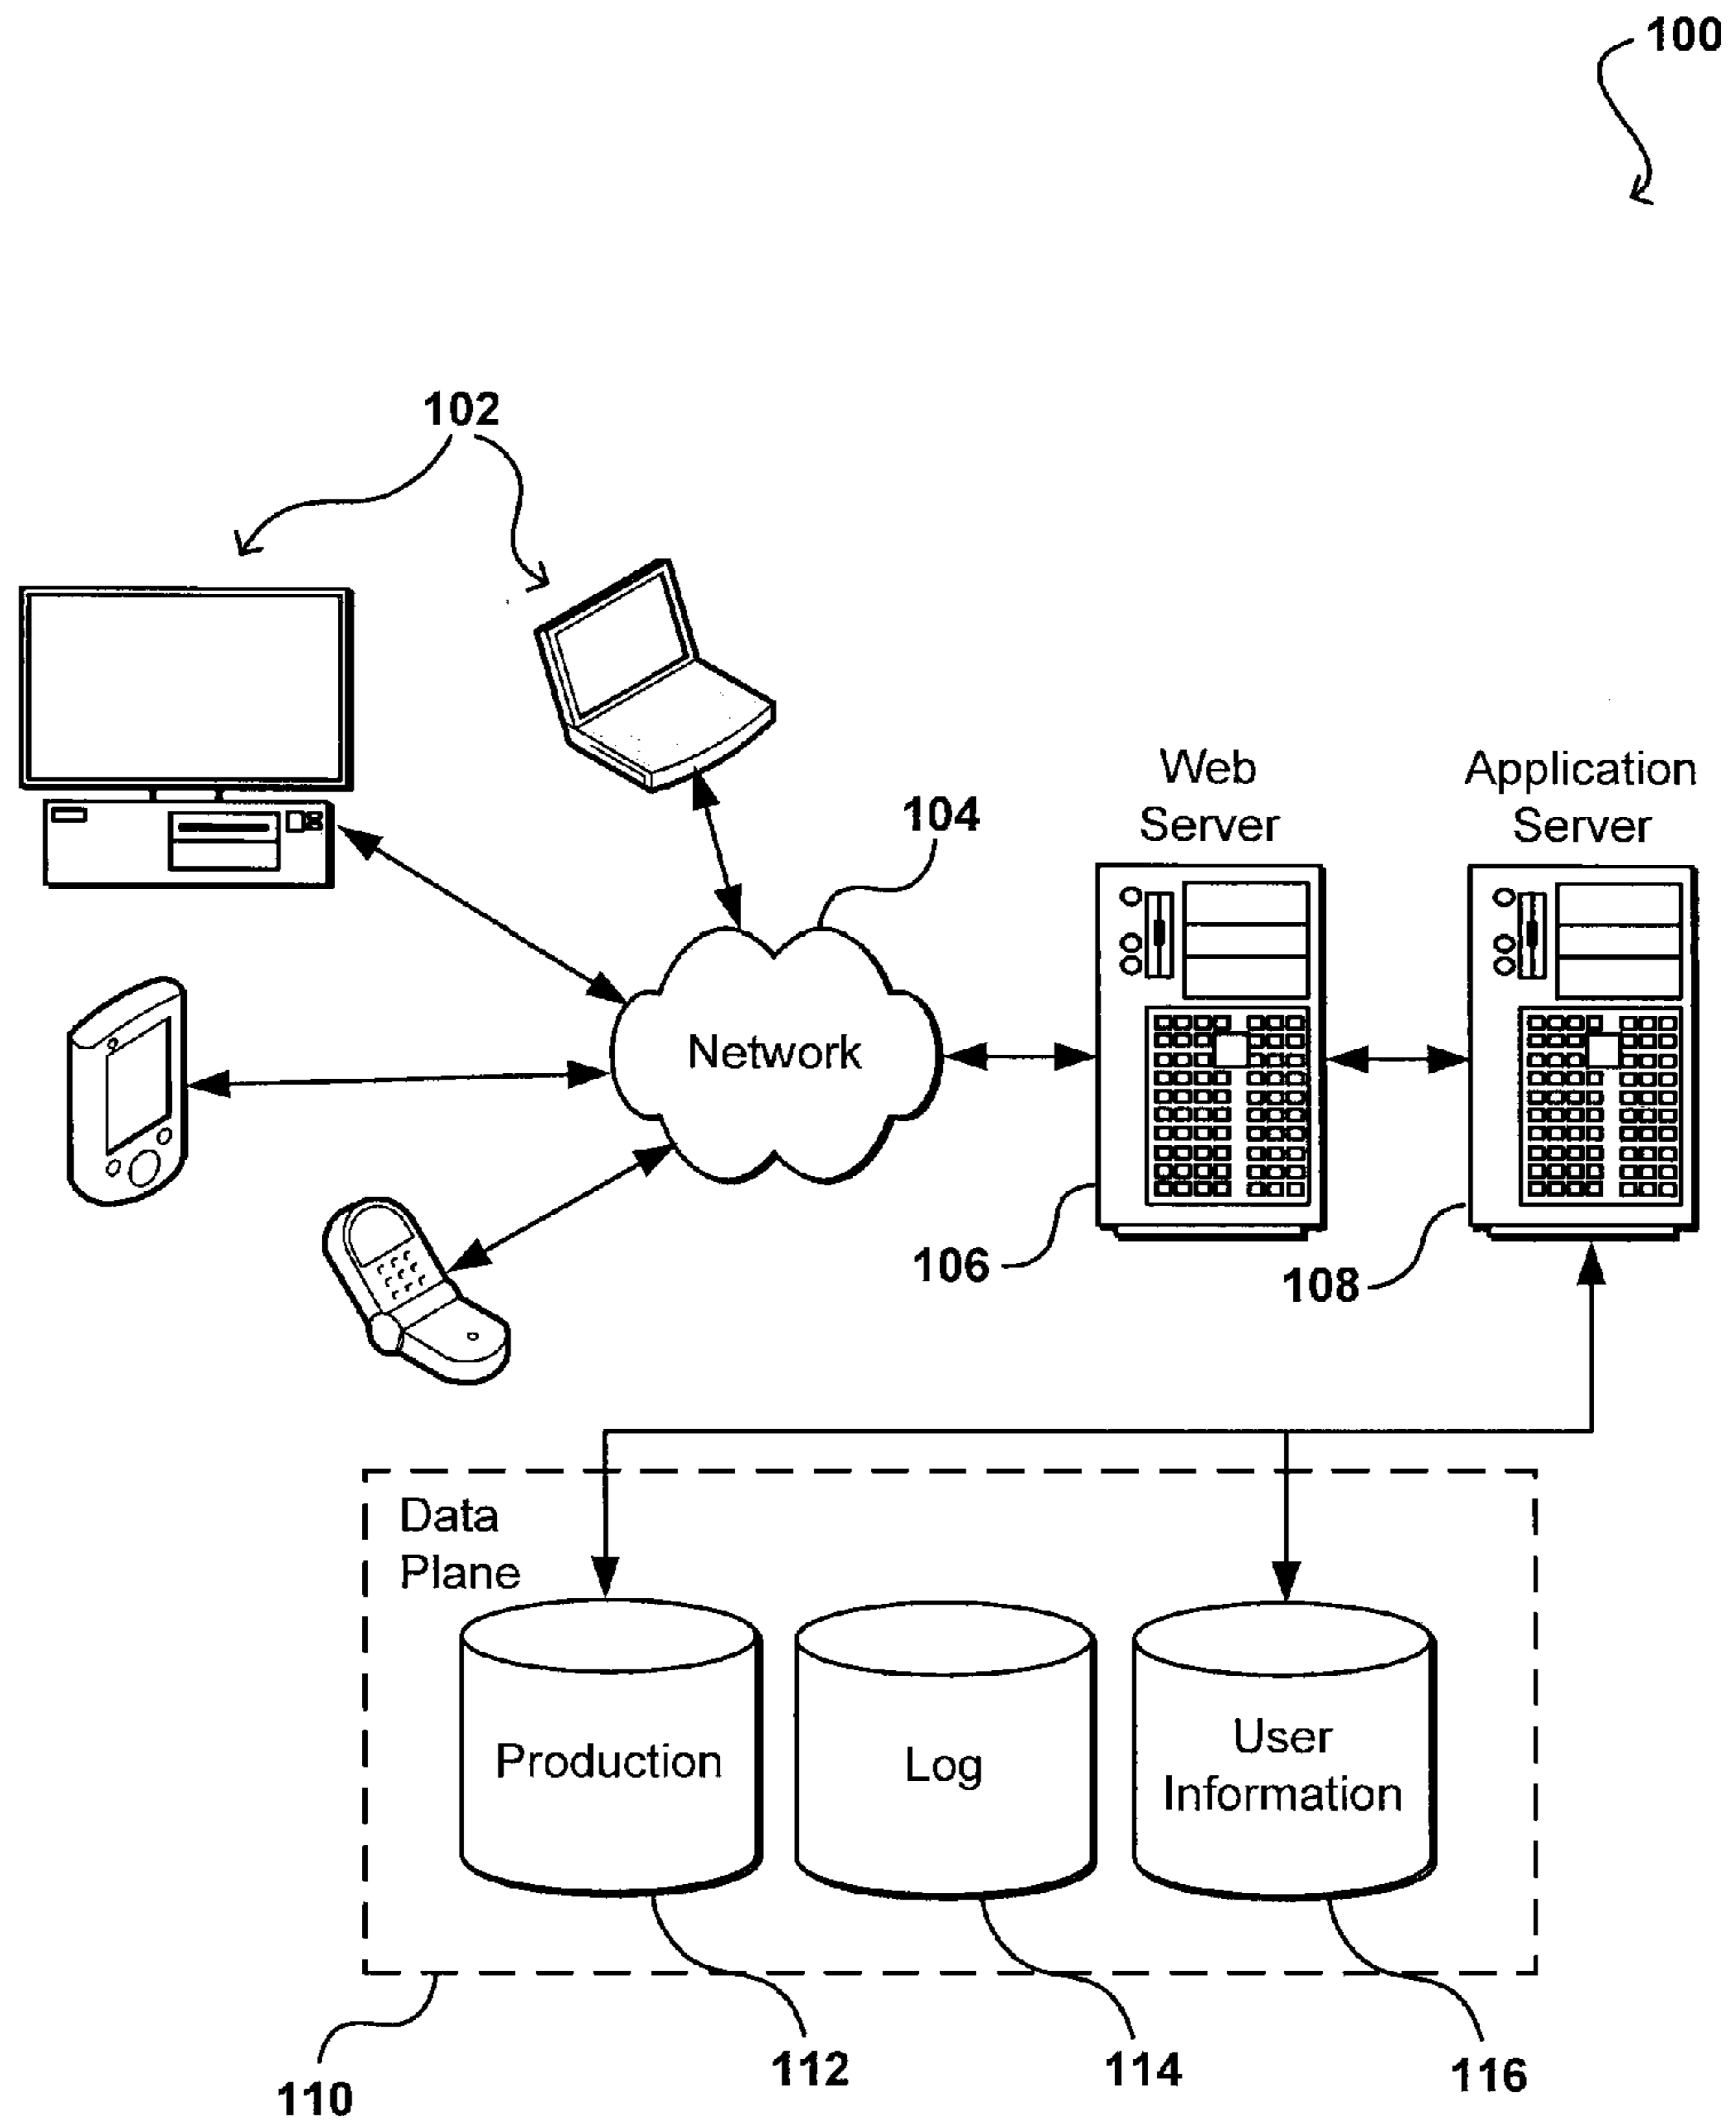 100
102
104
Web
Server
Application
Server
Network
106
108
Data
Plane
Production
Log
User
Information
110
112
114
116